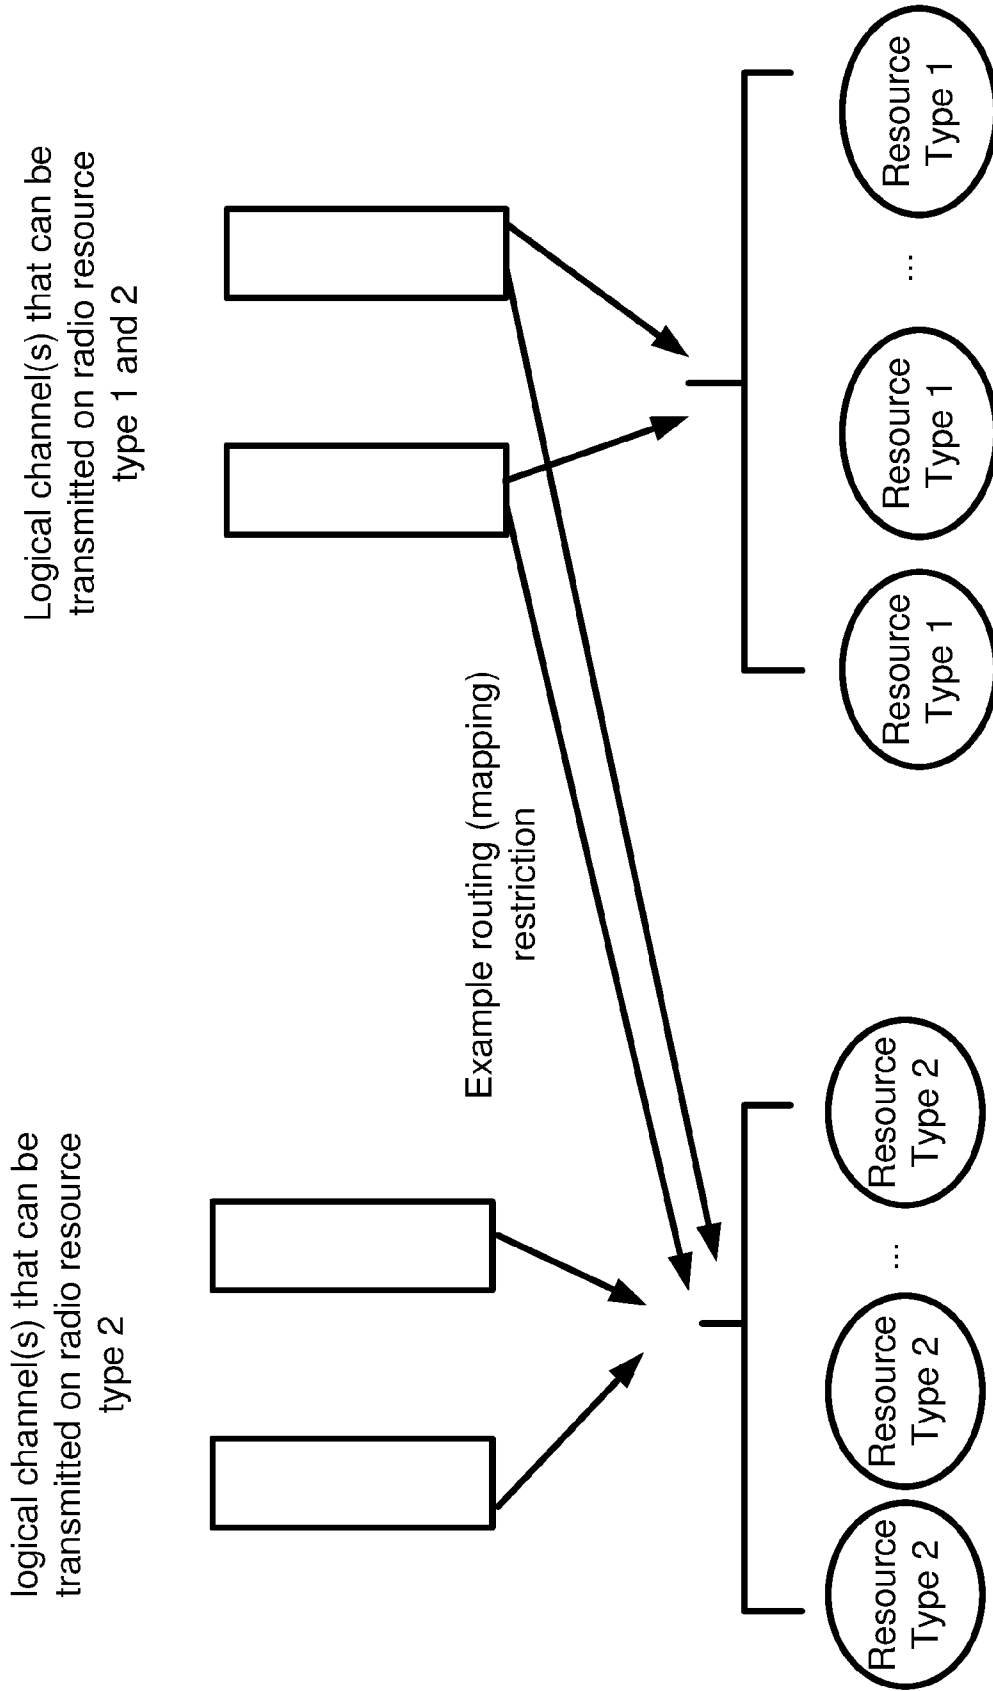 logical channel(s) that can be
transmitted on radio resource
type 2
Logical channel(s) that can be
transmitted on radio resource
type 1 and 2
Example routing (mapping)
restriction
Resource
Type 2
Resource
Type 2
...
Resource
Type 2
Resource
Type 1
Resource
Type 1
...
Resource
Type 1